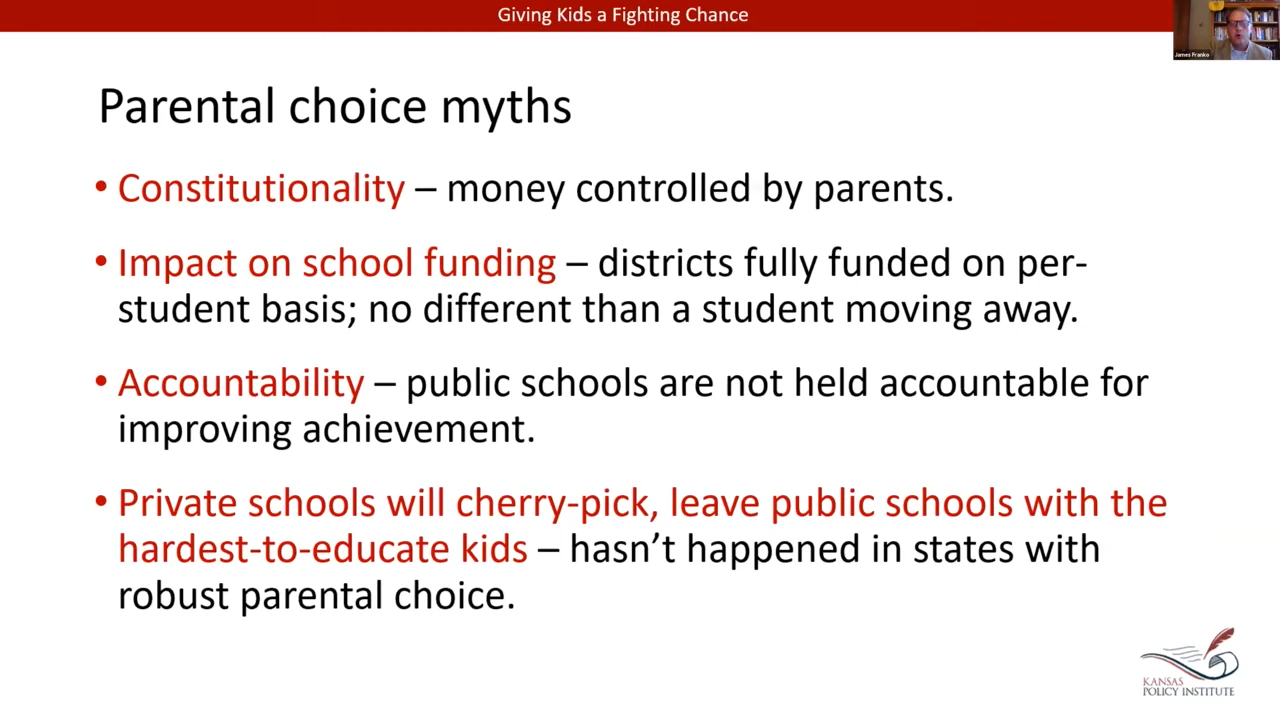 Giving Kids a Fighting Chance
James Franko
Parental choice myths
• Constitutionality – money controlled by parents.
• Impact on school funding – districts fully funded on per-
student basis; no different than a student moving away.
• Accountability – public schools are not held accountable for
improving achievement.
• Private schools will cherry-pick, leave public schools with the
hardest-to-educate kids – hasn’t happened in states with
robust parental choice.
KANSAS
POLICY INSTITUTE